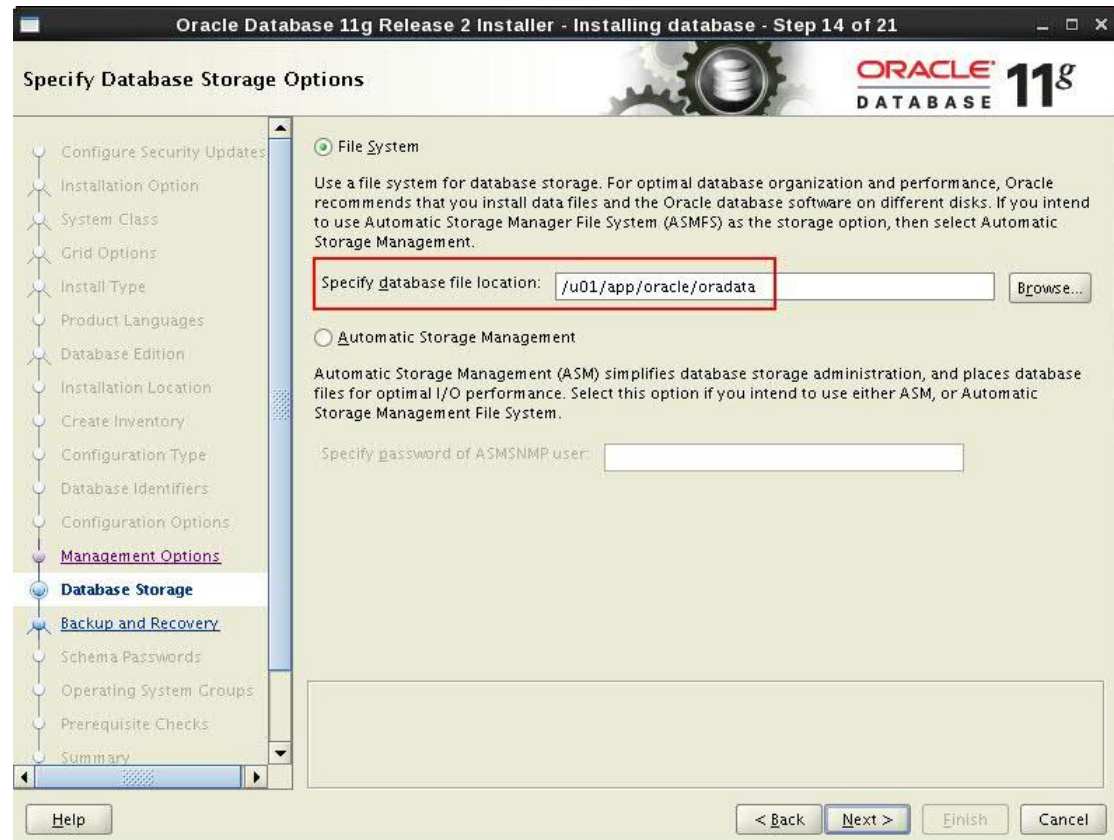 Oracle Database 11g Release 2 Installer - Installing database - Step 14 of 21
Specify Database Storage Options
ORACLE
DATABASE
11g
Configure Security Updates
Installation Option
System Class
Grid Options
Install Type
Product Languages
Database Edition
Installation Location
Create Inventory
Configuration Type
Database Identifiers
Configuration Options
Management Options
Database Storage
Backup and Recovery
Schema Passwords
Operating System Groups
Prerequisite Checks
Summary
File System
Use a file system for database storage. For optimal database organization and performance, Oracle
recommends that you install data files and the Oracle database software on different disks. If you intend
to use Automatic Storage Manager File System (ASMFS) as the storage option, then select Automatic
Storage Management.
Specify database file location: /u01/app/oracle/oradata Browse...
Automatic Storage Management
Automatic Storage Management (ASM) simplifies database storage administration, and places database
files for optimal I/O performance. Select this option if you intend to use either ASM, or Automatic
Storage Management File System.
Specify password of ASMSNMP user:
Help < Back Next > Finish Cancel